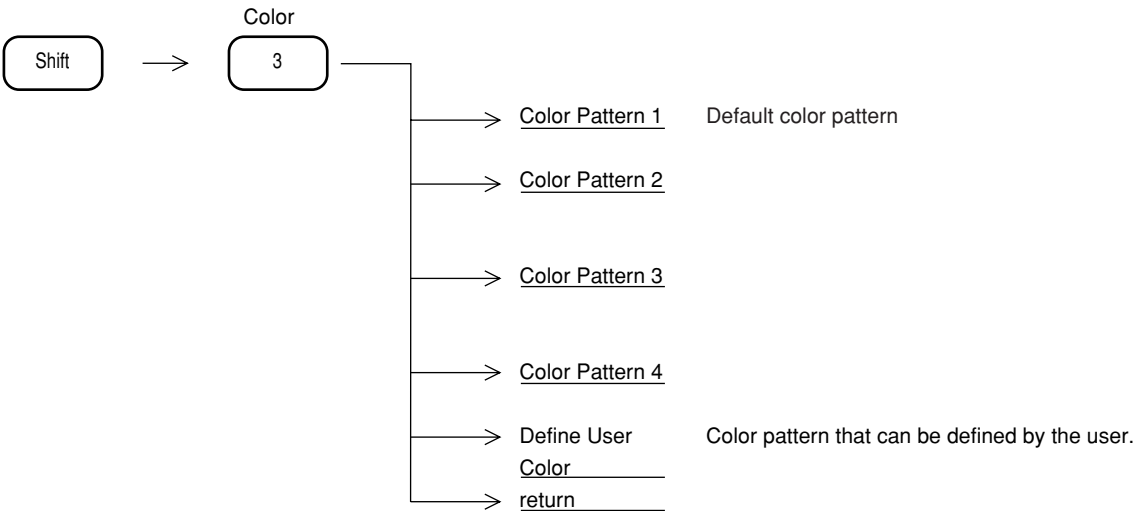 Color
Shift
3
Color Pattern 1 Default color pattern
Color Pattern 2
Color Pattern 3
Color Pattern 4
Define User Color pattern that can be defined by the user.
Color
return